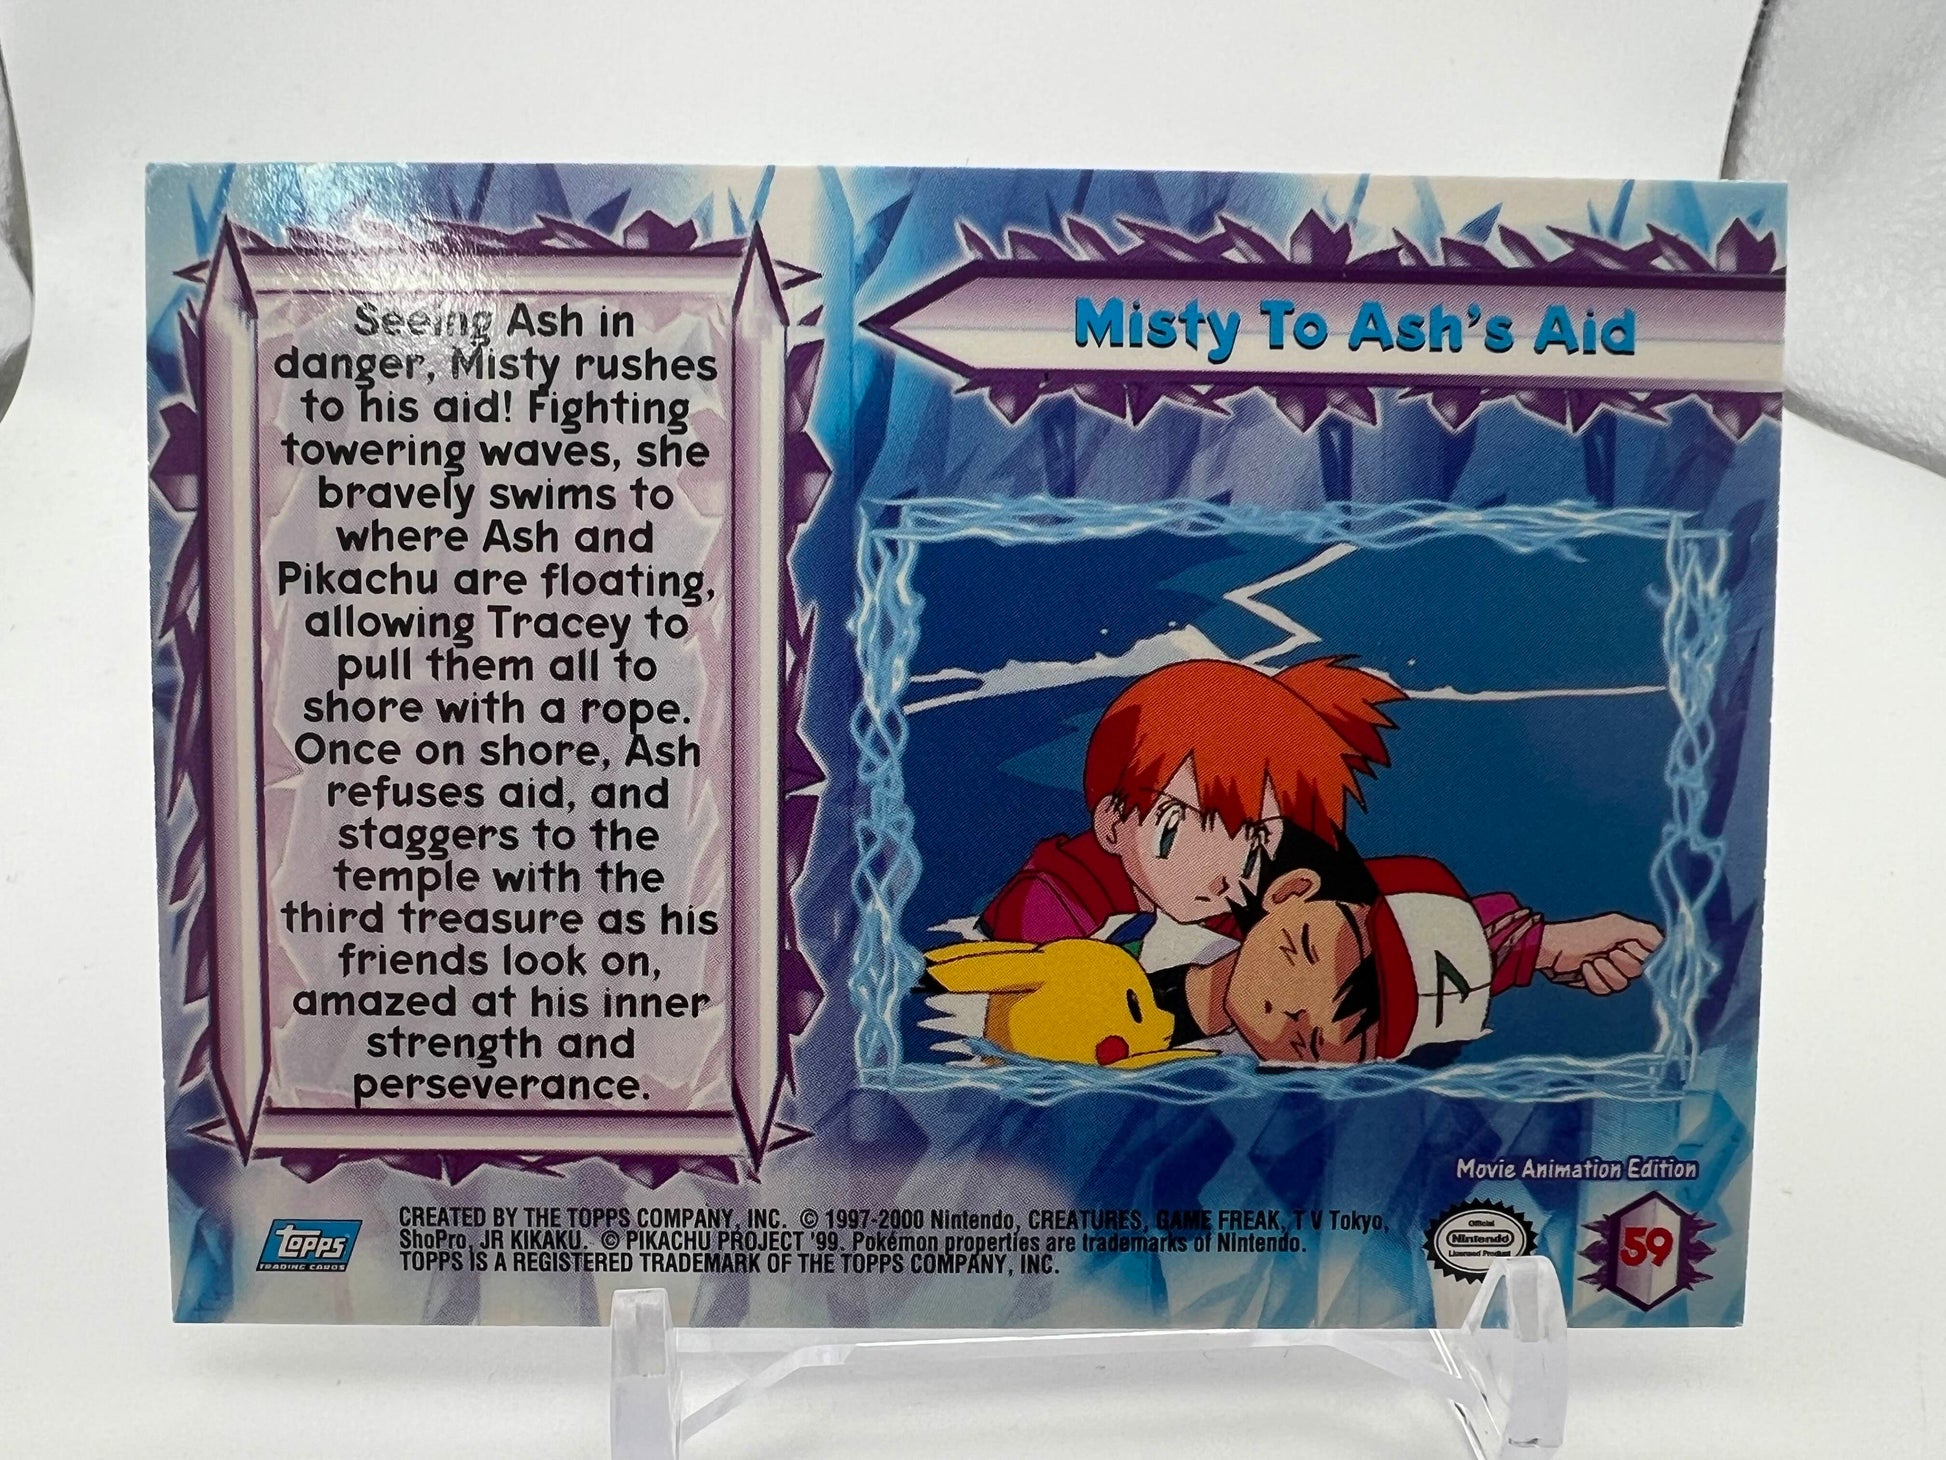 Seeing Ash in
danger, Misty rushes
to his aid! Fighting
towering waves, she
bravely swims to
where Ash and
Pikachu are floating,
allowing Tracey to
pull them all to
shore with a rope.
Once on shore, Ash
refuses aid, and
staggers to the
temple with the
third treasure as his
friends look on,
amazed at his inner
strength and
perseverance.
Misty To Ash's Aid
Movie Animation Edition
topps
TRADING CARDS
CREATED BY THE TOPPS COMPANY, INC. © 1997-2000 Nintendo, CREATURES, GAME FREAK, T V Tokyo,
ShoPro, JR KIKAKU. © PIKACHU PROJECT '99. Pokémon properties are trademarks of Nintendo.
TOPPS IS A REGISTERED TRADEMARK OF THE TOPPS COMPANY, INC.
Official
Nintendo
Licensed Product
59